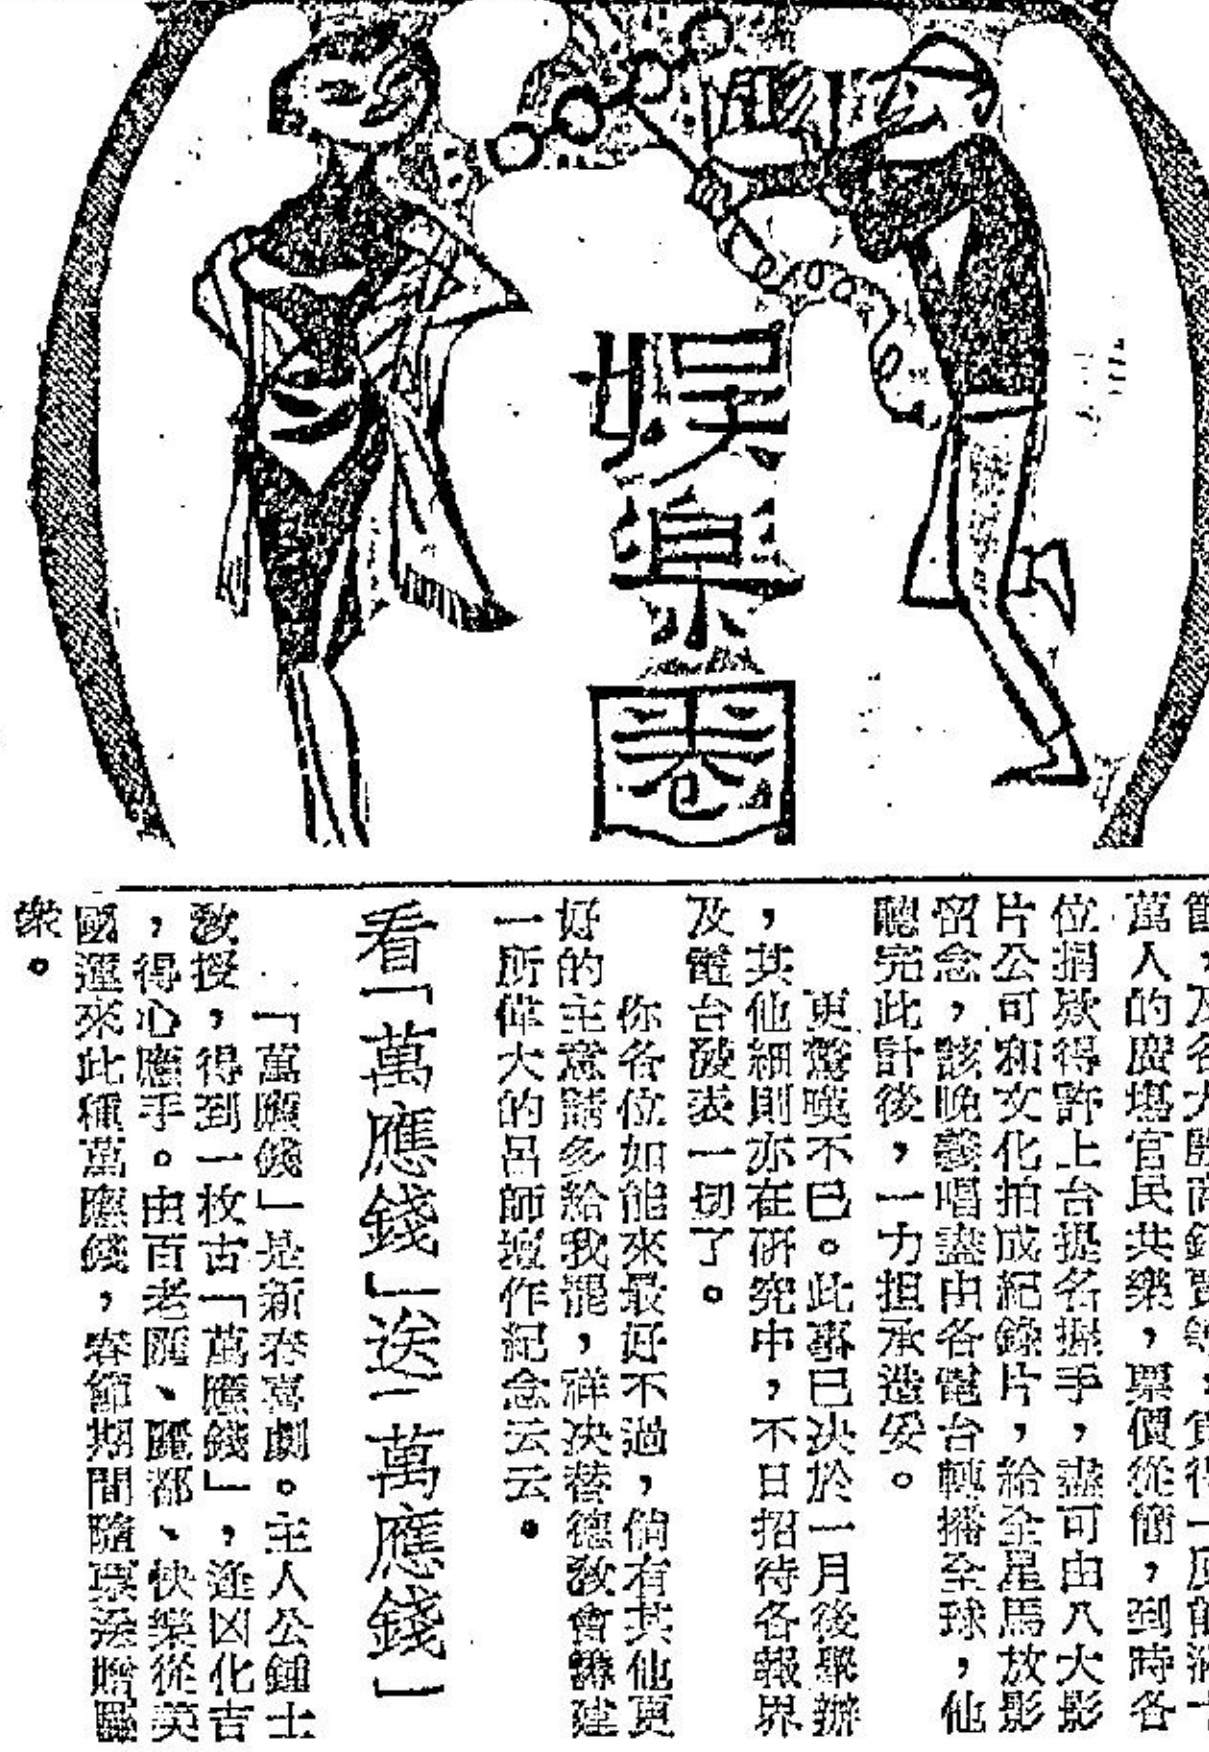 娛樂圈
萬人的廣塲官民共樂，票價從簡，到時各
位捐欵得許上台提名握手，盡可由八大影
片公司和文化拍成紀錄片，給全星馬放影
留念，該晚義唱盡由各電台轉播全球，他
聽完此計後，一力担承造妥。
更驚嘆不已。此事已決於一月後舉辦
，其他細則亦在研究中，不日招待各報界
及電台發表一切了。
你各位如能來最好不過，倘有其他更
好的主意請多給我罷，祥決替德教會籌建
一所偉大的呂師壇作紀念云云。
看「萬應錢」送「萬應錢」
「萬應錢」是新春喜劇。主人公鍾士
教授，得到一枚古「萬應錢」，逢凶化吉
，得心應手。由百老匯、麗都、快樂從英
國運來此種萬應錢，春節期間隨票送贈觀
衆。